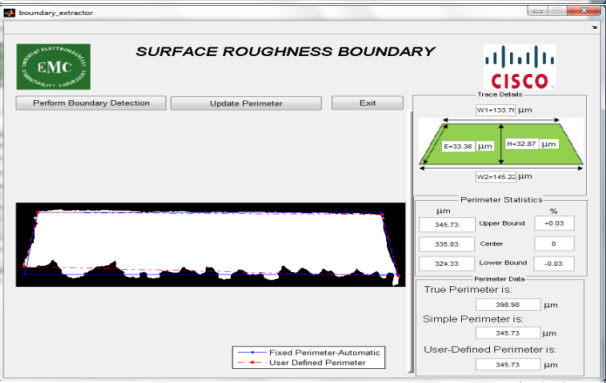 boundary_extractor
EMC
SURFACE ROUGHNESS BOUNDARY
CISCO
Perform Boundary Detection
Update Perimeter
Exit
Trace Details
W1=133.76 µm
E=33.36 µm
H=32.87 µm
W2=145.22 µm
Perimeter Statistics
µm %
345.73 Upper Bound +0.03
335.03 Center 0
324.33 Lower Bound -0.03
Perimeter Data
True Perimeter is:
398.98 µm
Simple Perimeter is:
345.73 µm
User-Defined Perimeter is:
345.73 µm
Fixed Perimeter-Automatic
User Defined Perimeter